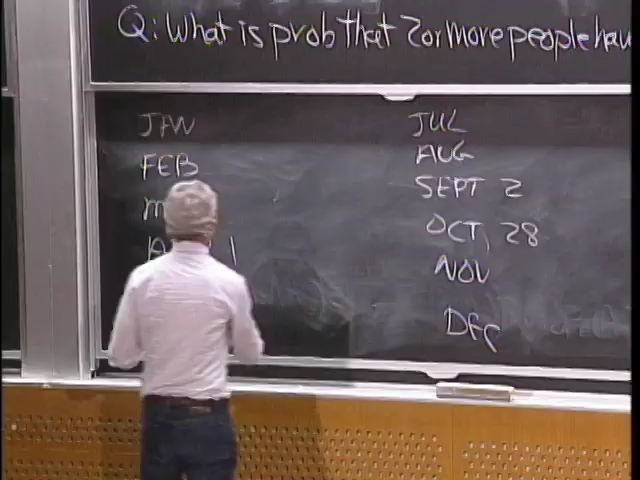 Q: What is prob that 2 or more people hav
JAN
FEB
JUL
AUG
SEPT 2
OCT, 28
NOV
DEC